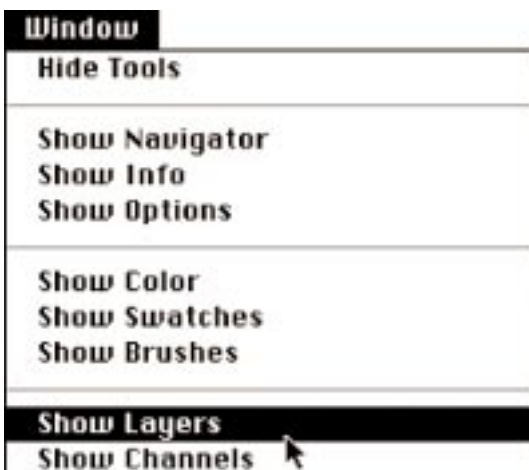 Window
Hide Tools
Show Navigator
Show Info
Show Options
Show Color
Show Swatches
Show Brushes
Show Layers
Show Channels